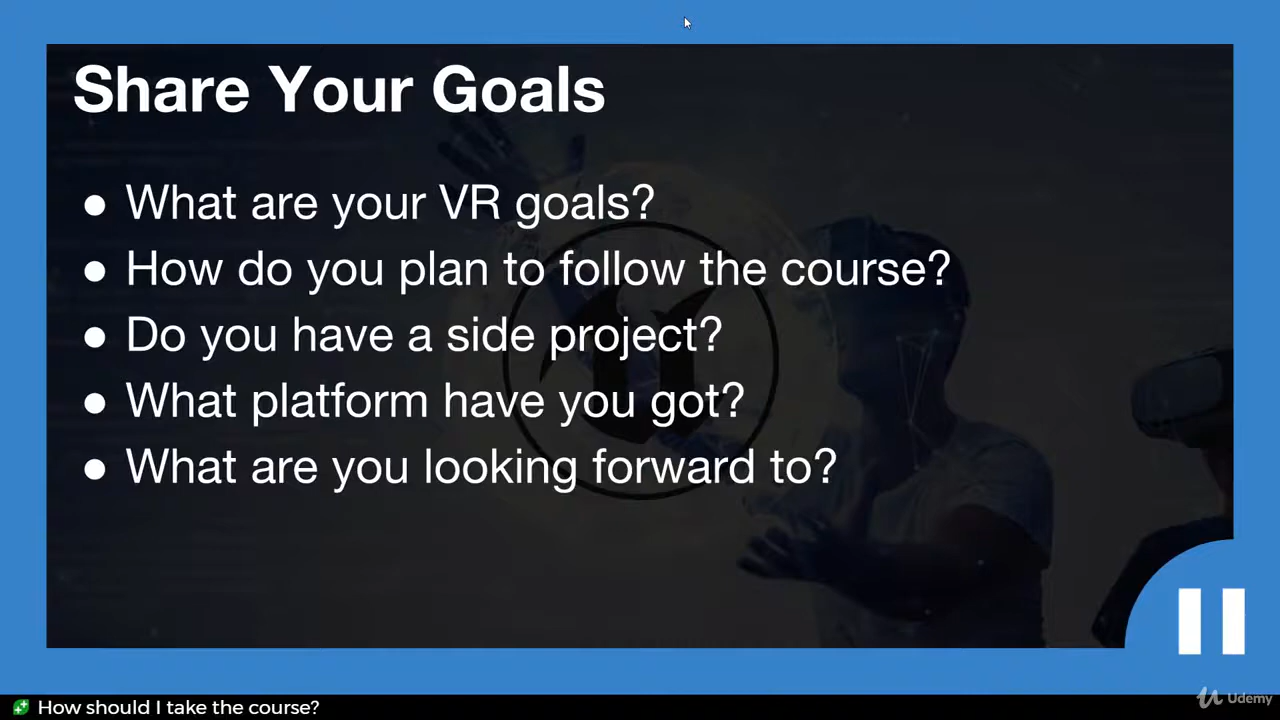 Share Your Goals
● What are your VR goals?
● How do you plan to follow the course?
● Do you have a side project?
● What platform have you got?
● What are you looking forward to?
How should I take the course?
Udemy